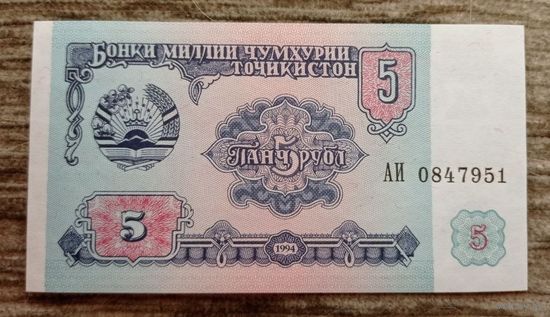 БОНКИ МИЛЛИИ ҶУМҲУРИИ
ТОҶИКИСТОН
5
5
ПАНҶ РУБЛ
АИ 0847951
5
5
1994